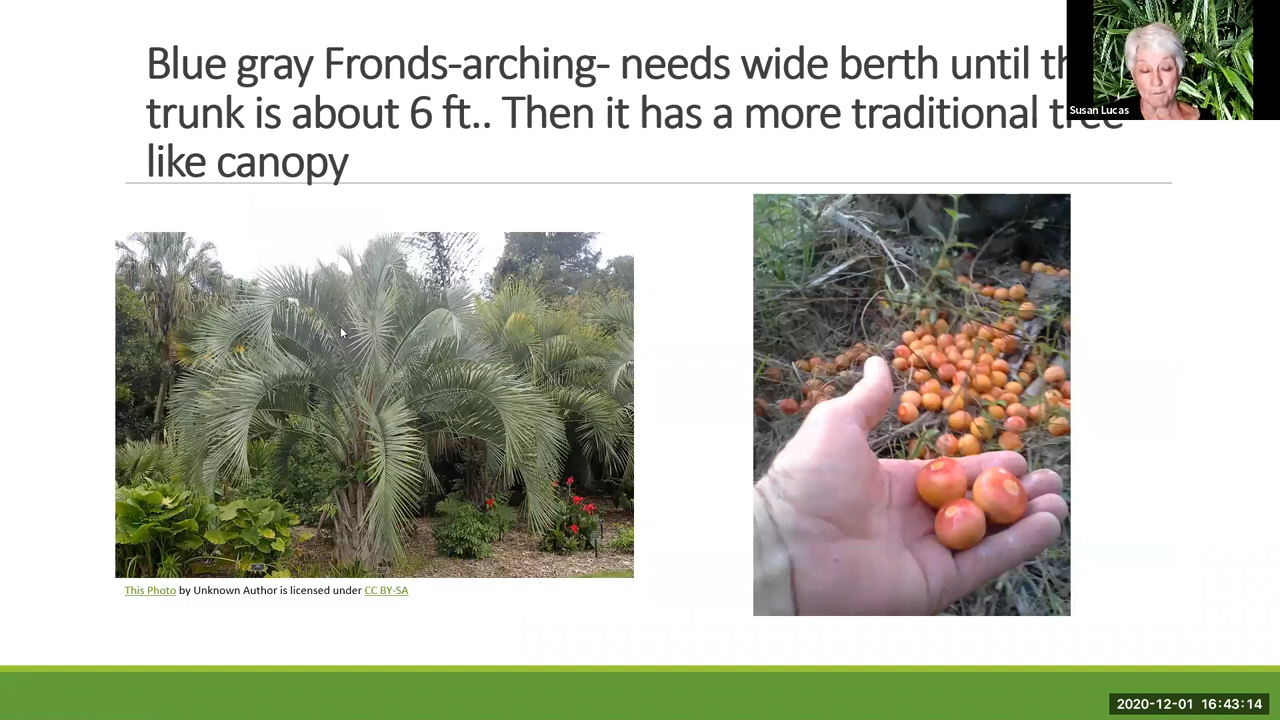 Blue gray Fronds-arching- needs wide berth until
trunk is about 6 ft.. Then it has a more traditional tree
like canopy
Susan Lucas
This Photo by Unknown Author is licensed under CC BY-SA
2020-12-01 16:43:14